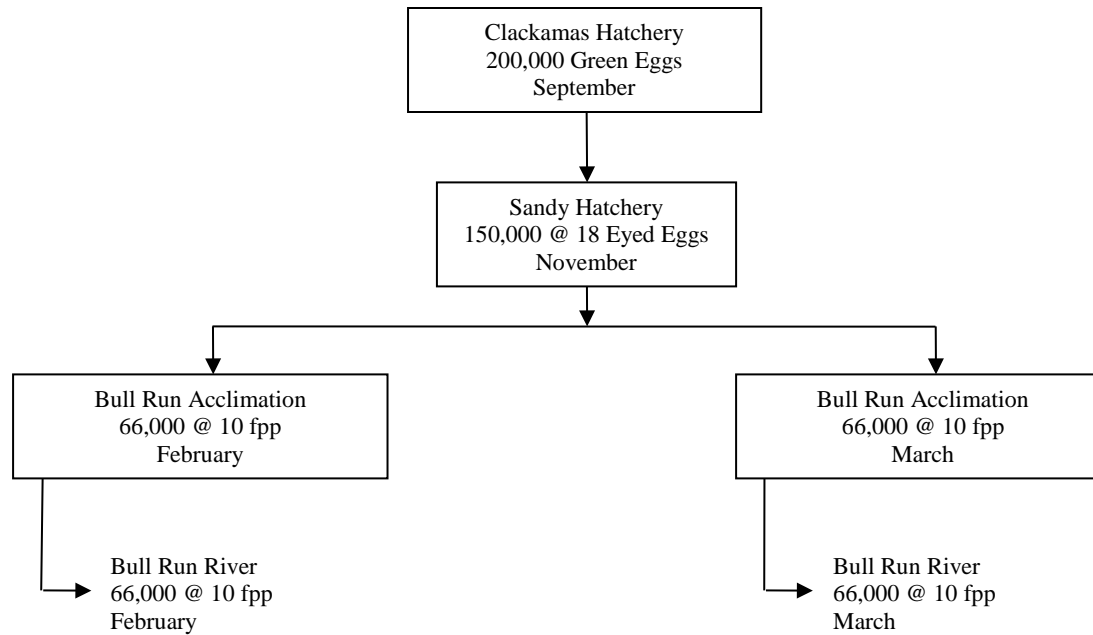 Clackamas Hatchery
200,000 Green Eggs
September
Sandy Hatchery
150,000 @ 18 Eyed Eggs
November
Bull Run Acclimation
66,000 @ 10 fpp
February
Bull Run Acclimation
66,000 @ 10 fpp
March
Bull Run River
66,000 @ 10 fpp
February
Bull Run River
66,000 @ 10 fpp
March